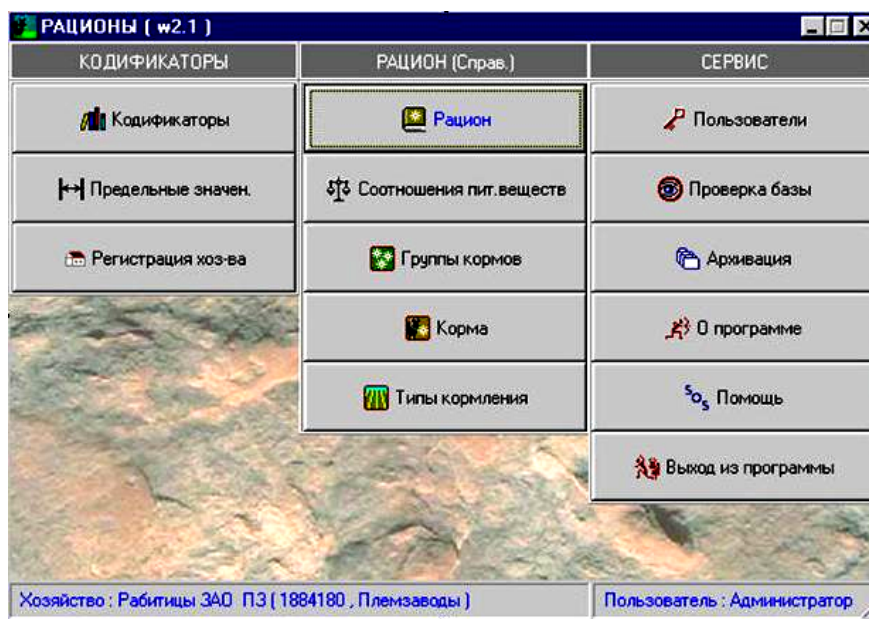 РАЦИОНЫ ( w2.1 )
КОДИФИКАТОРЫ
РАЦИОН (Справ.)
СЕРВИС
Кодификаторы
Рацион
Пользователи
Предельные значен.
Соотношения пит.веществ
Проверка базы
Регистрация хоз-ва
Группы кормов
Архивация
Корма
О программе
Типы кормления
SOS Помощь
Выход из программы
Хозяйство : Рабитицы ЗАО ПЗ ( 1884180 , Племзаводы )
Пользователь : Администратор